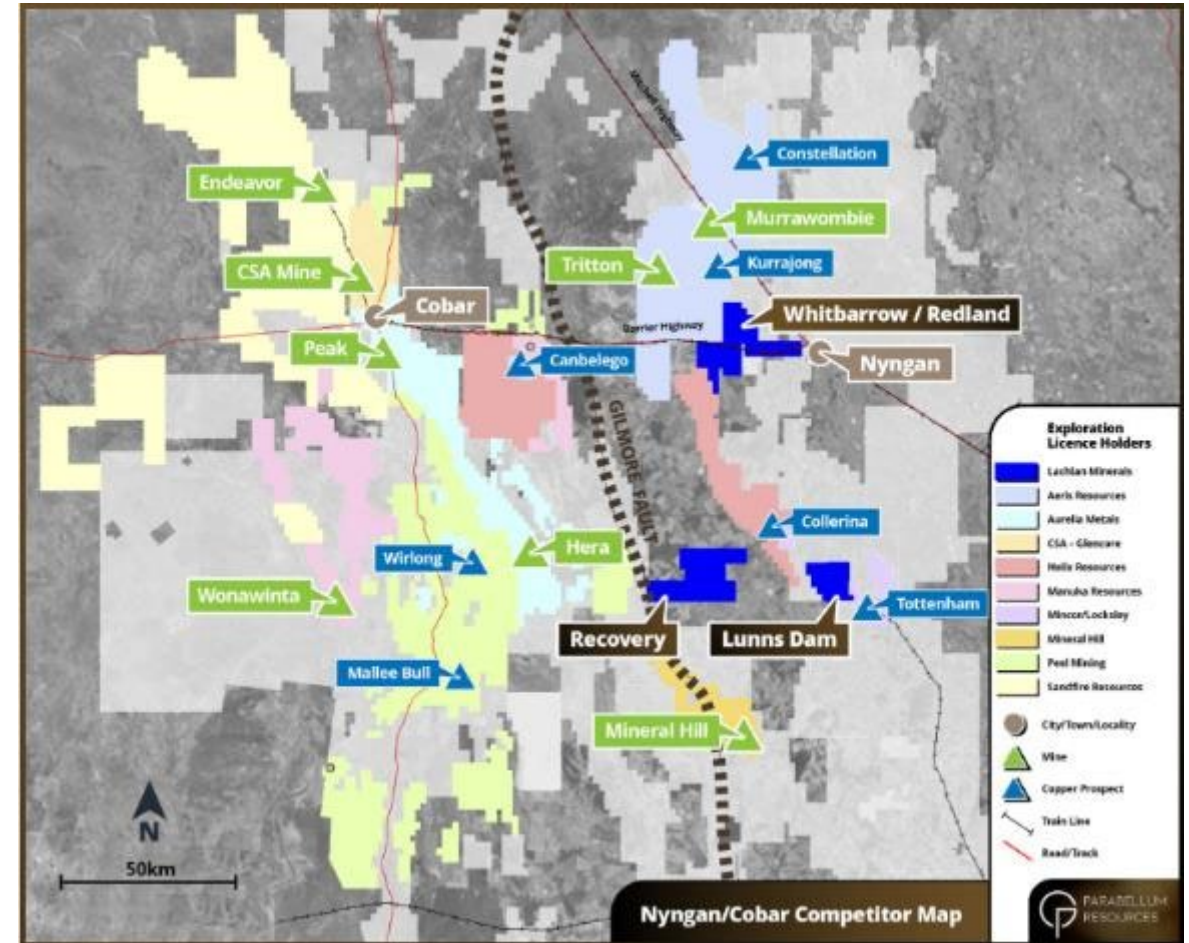 Mitchell Highway
Constellation
Endeavor
Murrawombie
Tritton
Kurrajong
CSA Mine
Cobar
Whitbarrow / Redland
Barrier Highway
Peak
Canbelego
Nyngan
GILMORE FAULT
Collerina
Wirlong
Hera
Wonawinta
Tottenham
Recovery
Lunns Dam
Mallee Bull
Mineral Hill
N
50km
Exploration
Licence Holders
Lachlan Minerals
Aeris Resources
Aurelia Metals
CSA - Glencore
Helix Resources
Manuka Resources
Mincor/Locksley
Mineral Hill
Peel Mining
Sandfire Resources
City/Town/Locality
Mine
Copper Prospect
Train Line
Road/Track
Nyngan/Cobar Competitor Map
PARABELLUM
RESOURCES